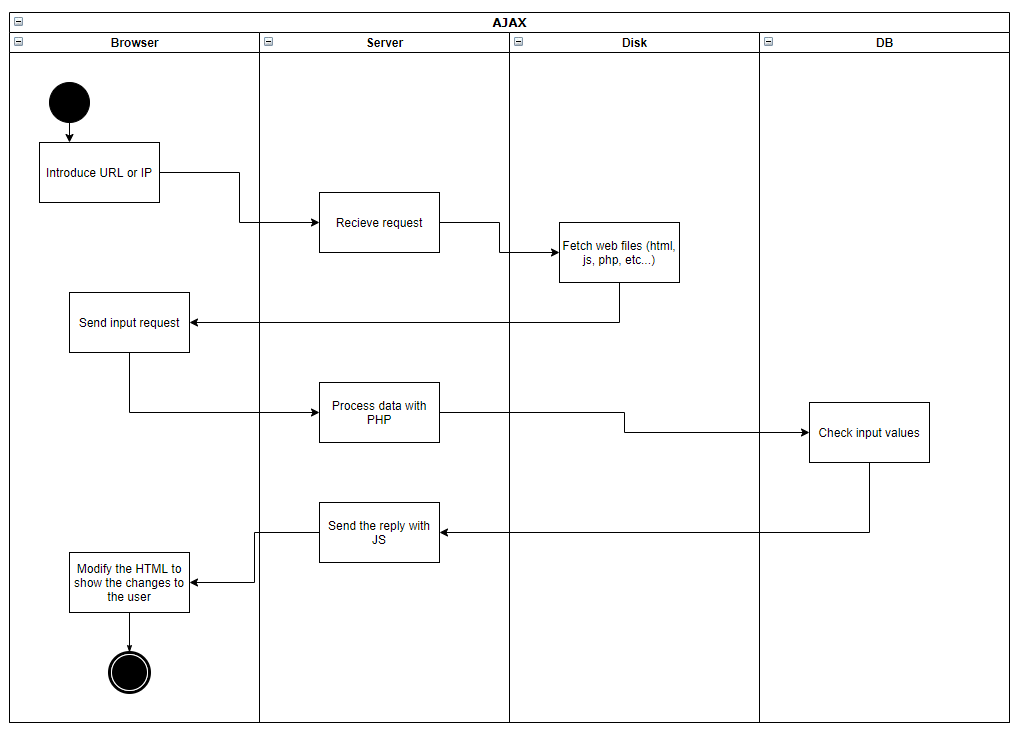 AJAX
Browser
Server
Disk
DB
Introduce URL or IP
Recieve request
Fetch web files (html,
js, php, etc...)
Send input request
Process data with
PHP
Check input values
Send the reply with
JS
Modify the HTML to
show the changes to
the user